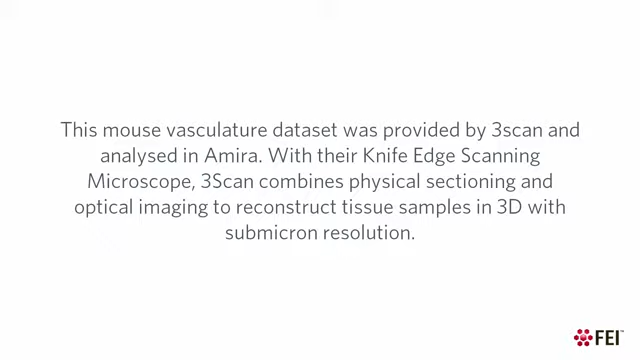 This mouse vasculature dataset was provided by 3scan and
analysed in Amira. With their Knife Edge Scanning
Microscope, 3Scan combines physical sectioning and
optical imaging to reconstruct tissue samples in 3D with
submicron resolution.
FEI™